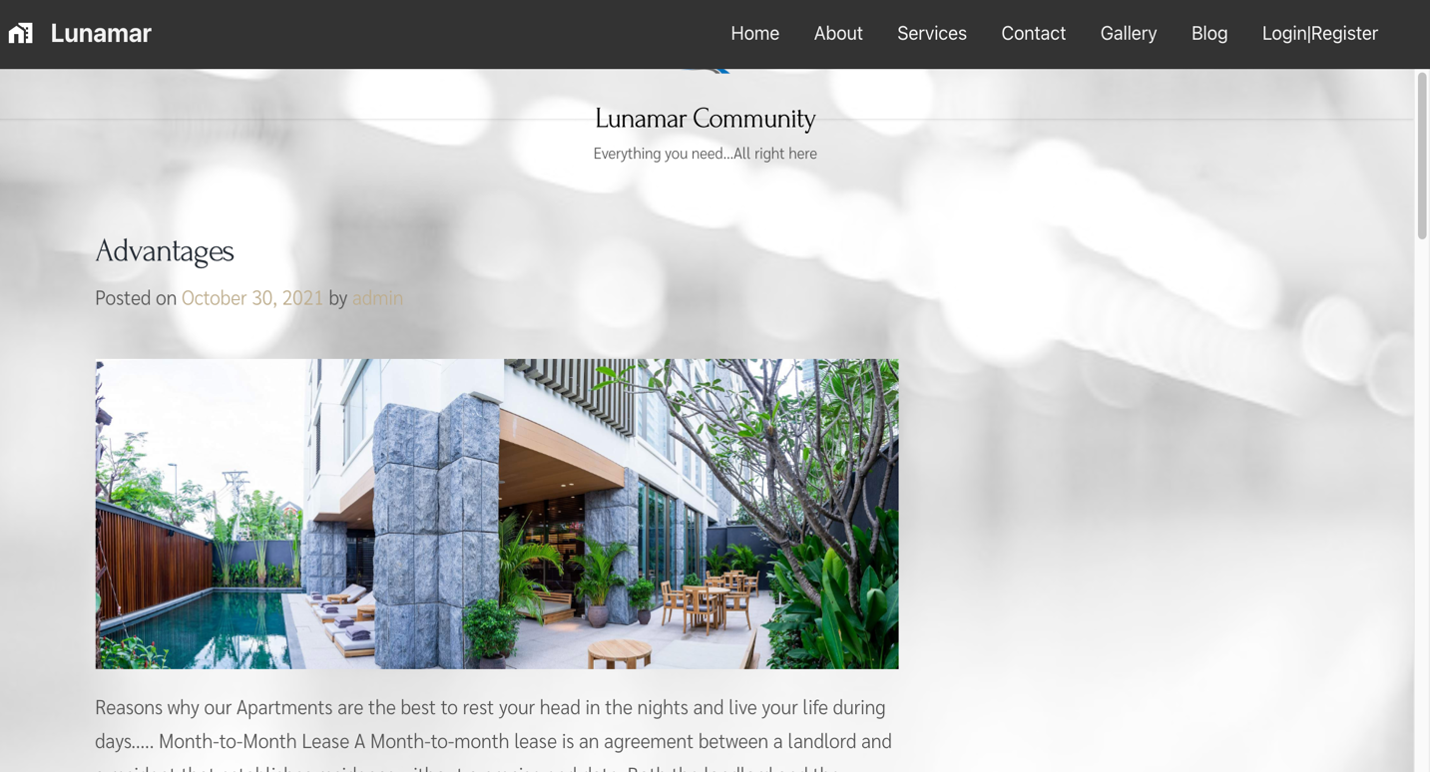 Lunamar
Home About Services Contact Gallery Blog Login|Register
Lunamar Community
Everything you need...All right here
Advantages
Posted on October 30, 2021 by admin
Reasons why our Apartments are the best to rest your head in the nights and live your life during
days..... Month-to-Month Lease A Month-to-month lease is an agreement between a landlord and